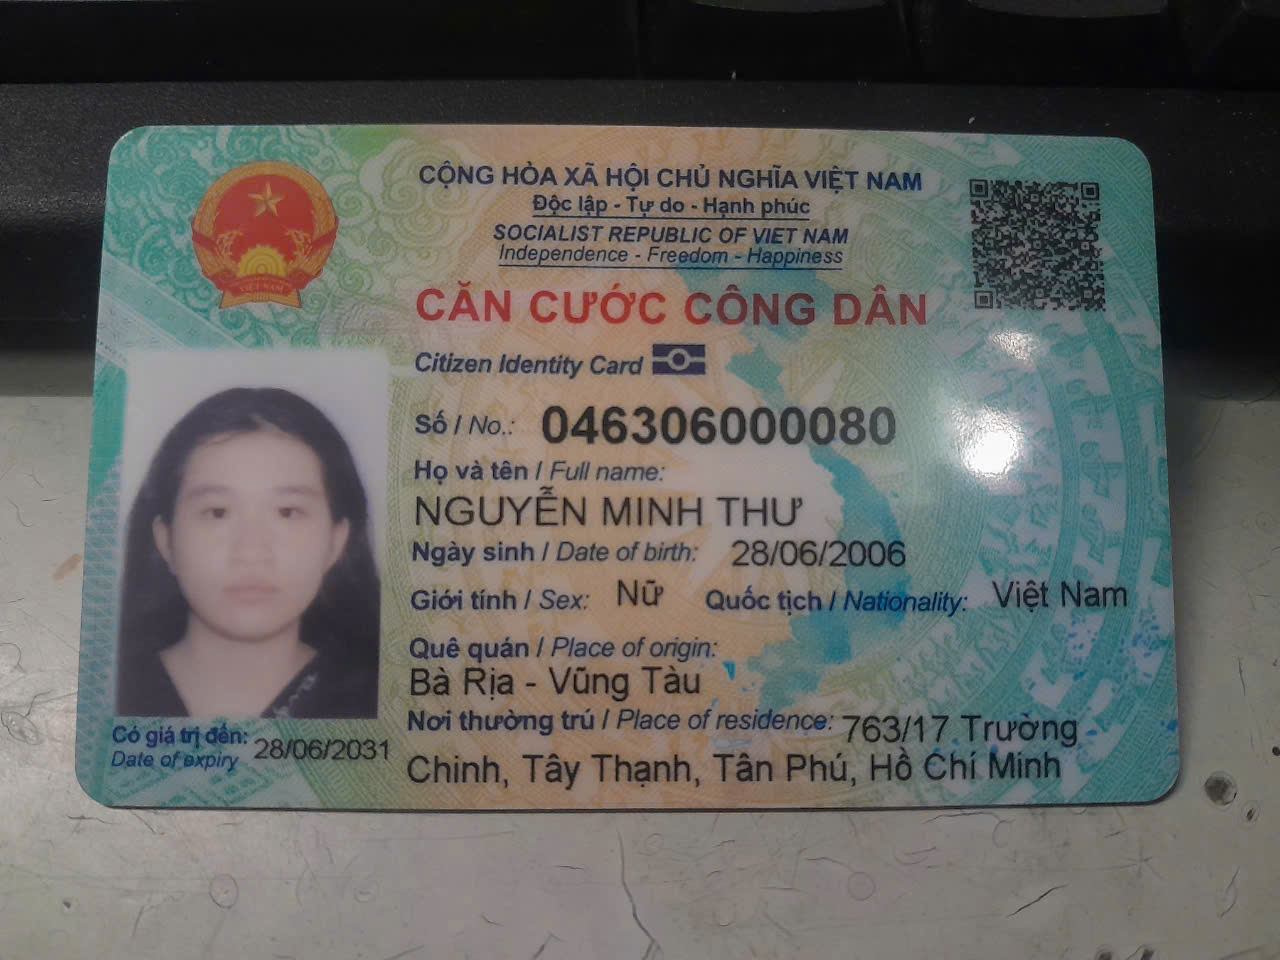 CỘNG HÒA XÃ HỘI CHỦ NGHĨA VIỆT NAM
Độc lập - Tự do - Hạnh phúc
SOCIALIST REPUBLIC OF VIET NAM
Independence - Freedom - Happiness
CĂN CƯỚC CÔNG DÂN
Citizen Identity Card
Số / No.: 046306000080
Họ và tên / Full name:
NGUYỄN MINH THƯ
Ngày sinh / Date of birth: 28/06/2006
Giới tính / Sex: Nữ Quốc tịch / Nationality: Việt Nam
Quê quán / Place of origin:
Bà Rịa - Vũng Tàu
Nơi thường trú / Place of residence: 763/17 Trường
Chinh, Tây Thạnh, Tân Phú, Hồ Chí Minh
Có giá trị đến: 28/06/2031
Date of expiry
VIỆT NAM